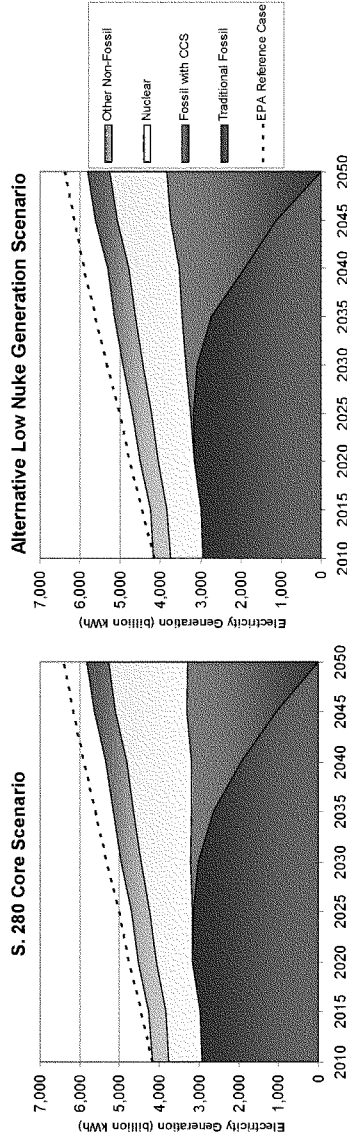 S. 280 Core Scenario
Electricity Generation (billion kWh)
7,000
6,000
5,000
4,000
3,000
2,000
1,000
0
2010 2015 2020 2025 2030 2035 2040 2045 2050
Alternative Low Nuke Generation Scenario
Electricity Generation (billion kWh)
7,000
6,000
5,000
4,000
3,000
2,000
1,000
0
2010 2015 2020 2025 2030 2035 2040 2045 2050
Other Non-Fossil
Nuclear
Fossil with CCS
Traditional Fossil
EPA Reference Case